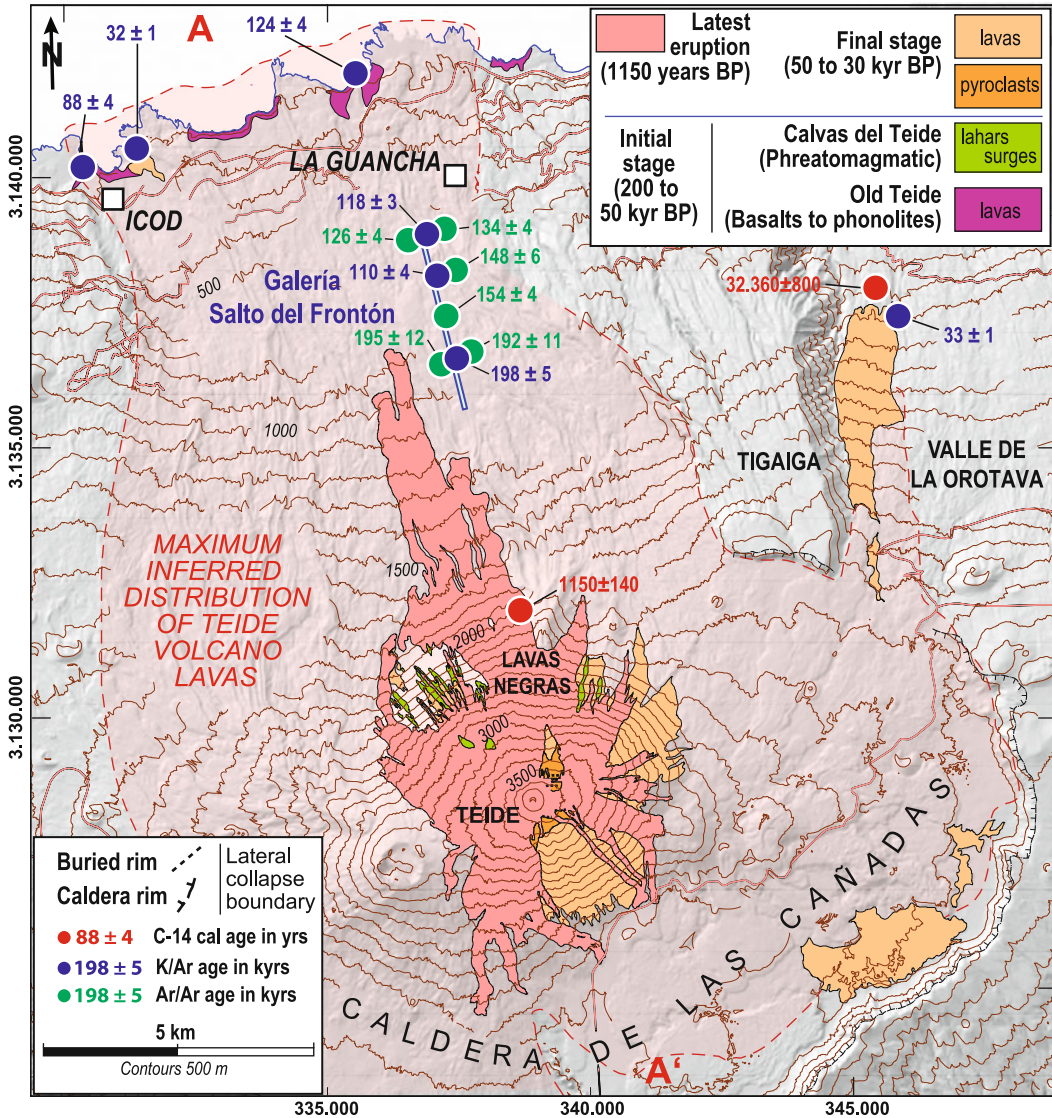 A
124 ± 4
32 ± 1
N
88 ± 4
Latest
eruption
(1150 years BP)
Final stage
(50 to 30 kyr BP)
lavas
pyroclasts
Initial
stage
(200 to
50 kyr BP)
Calvas del Teide
(Phreatomagmatic)
lahars
surges
Old Teide
(Basalts to phonolites)
lavas
3.140.000
LA GUANCHA
ICOD
118 ± 3
134 ± 4
126 ± 4
148 ± 6
110 ± 4
500
Galería
Salto del Frontón
154 ± 4
195 ± 12
192 ± 11
198 ± 5
32.360±800
33 ± 1
1000
3.135.000
TIGAIGA
VALLE DE
LA OROTAVA
MAXIMUM
INFERRED
DISTRIBUTION
OF TEIDE
VOLCANO
LAVAS
1500
1150±140
2000
LAVAS
NEGRAS
3.130.000
3000
3500
TEIDE
CALDERA DE LAS CAÑADAS
A'
Buried rim
Caldera rim
Lateral
collapse
boundary
88 ± 4 C-14 cal age in yrs
198 ± 5 K/Ar age in kyrs
198 ± 5 Ar/Ar age in kyrs
5 km
Contours 500 m
335.000
340.000
345.000